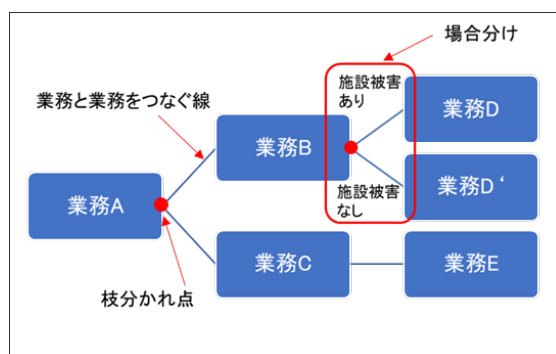 場合分け
施設被害
あり
業務と業務をつなぐ線
業務D
業務B
業務D‘
施設被害
なし
業務A
業務C
業務E
枝分かれ点